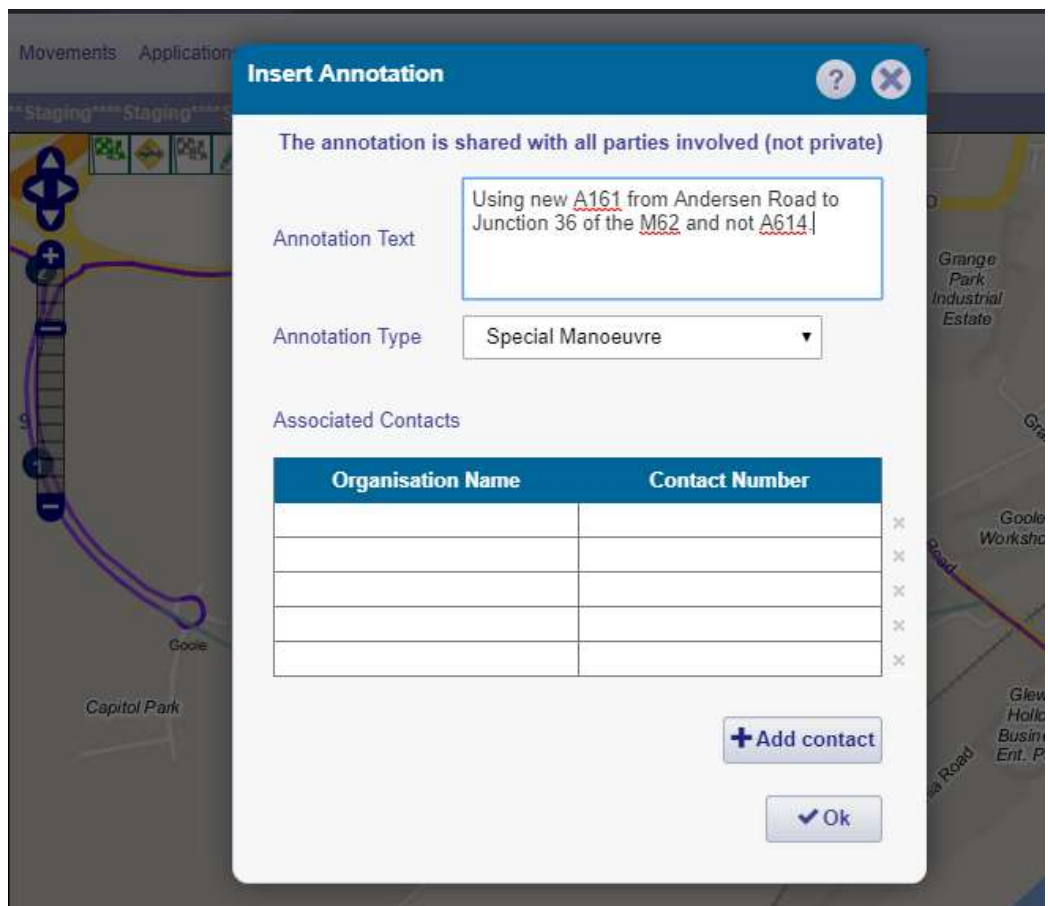 Movements Application
Insert Annotation
?
**Staging****Staging****S
The annotation is shared with all parties involved (not private)
Annotation Text
Using new A161 from Andersen Road to
Junction 36 of the M62 and not A614.
Annotation Type
Special Manoeuvre
Associated Contacts
Organisation Name Contact Number
+Add contact
Ok
Goole
Capitol Park
Grange
Park
Industrial
Estate
Goole
Worksho
Road
Glew
Hollo
Busine
Ent. P
Road